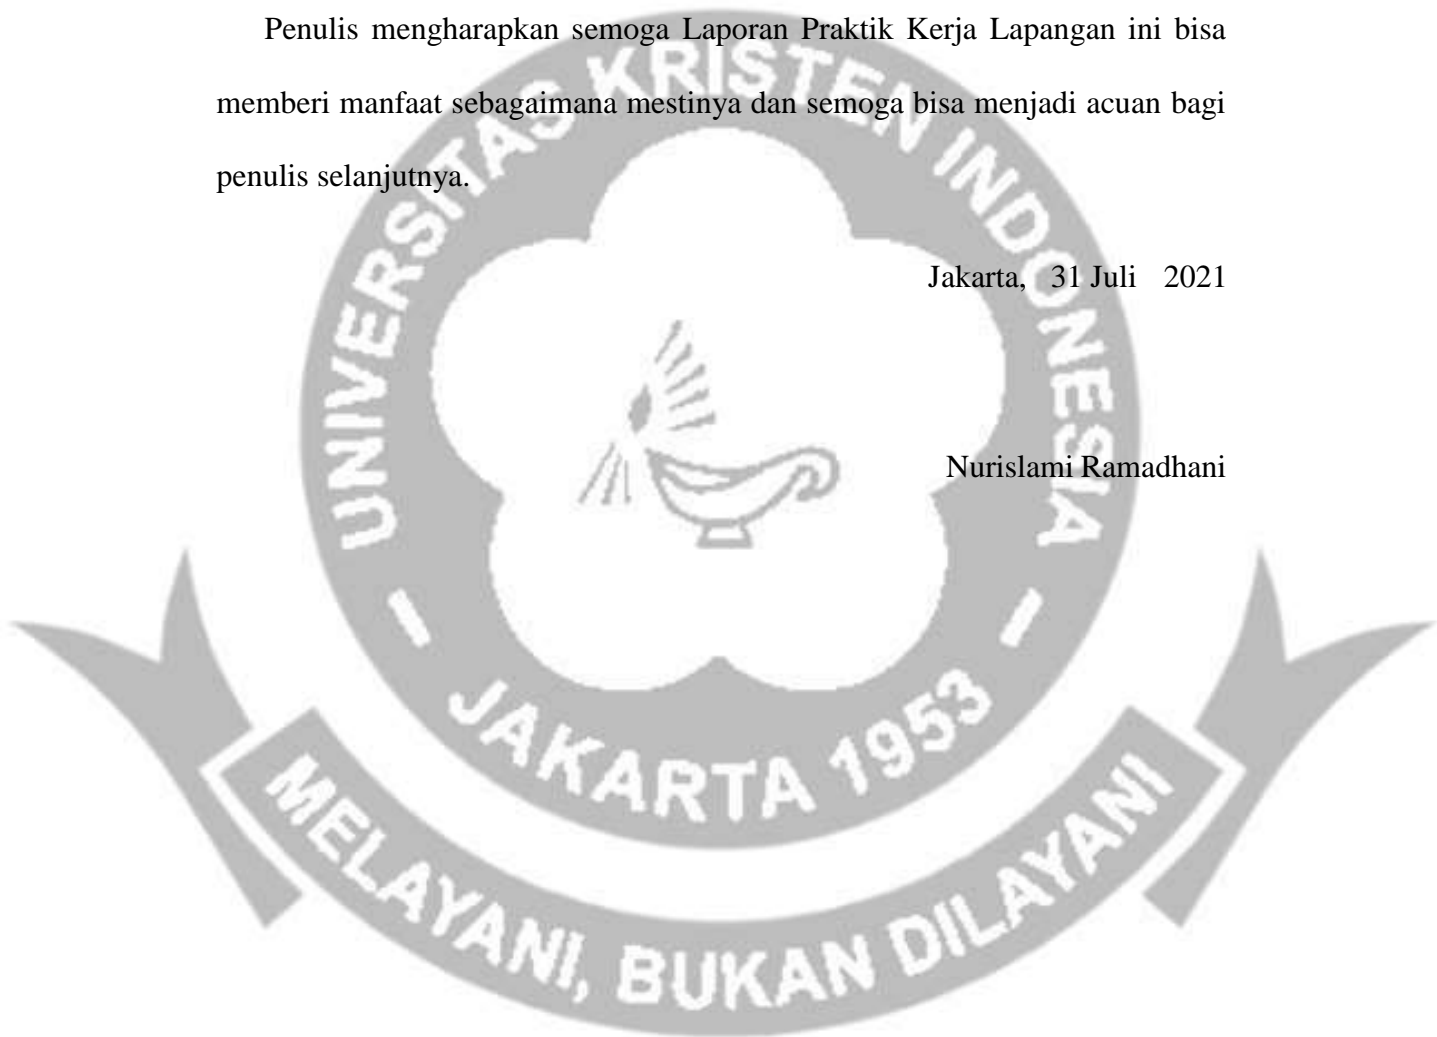 Penulis mengharapkan semoga Laporan Praktik Kerja Lapangan ini bisa
memberi manfaat sebagaimana mestinya dan semoga bisa menjadi acuan bagi
penulis selanjutnya.
Jakarta, 31 Juli 2021
Nurislami Ramadhani
UNIVERSITAS KRISTEN INDONESIA
- JAKARTA 1953 -
MELAYANI, BUKAN DILAYANI